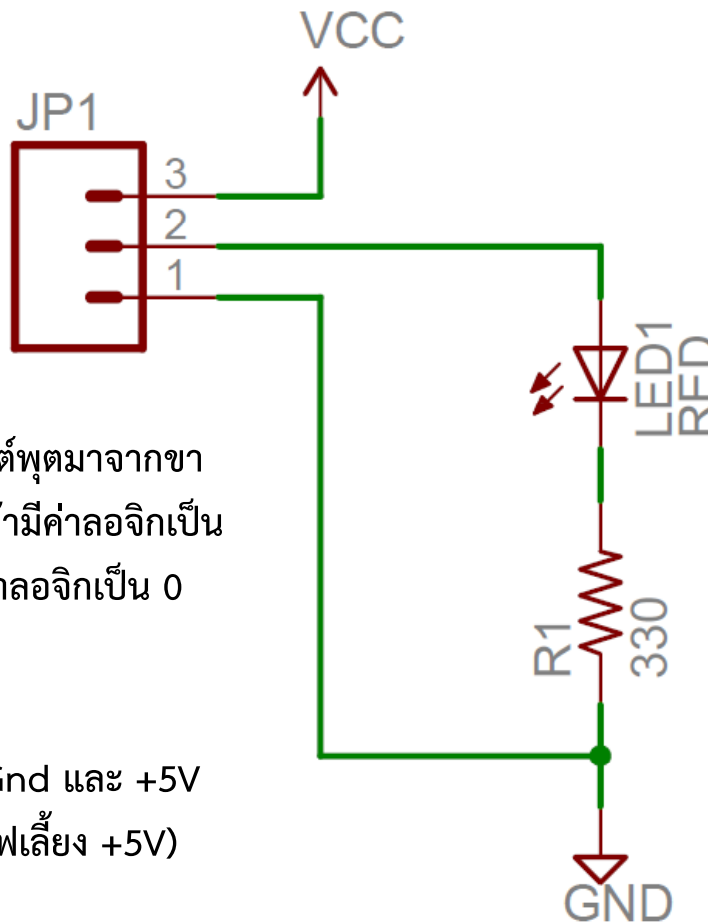 VCC
JP1
3
2
1
LED1
RED
ต์พุตมาจากขา
ามีค่าลอจิกเป็น
าลอจิกเป็น 0
R1
330
Gnd และ +5V
ฟเลี้ยง +5V)
GND